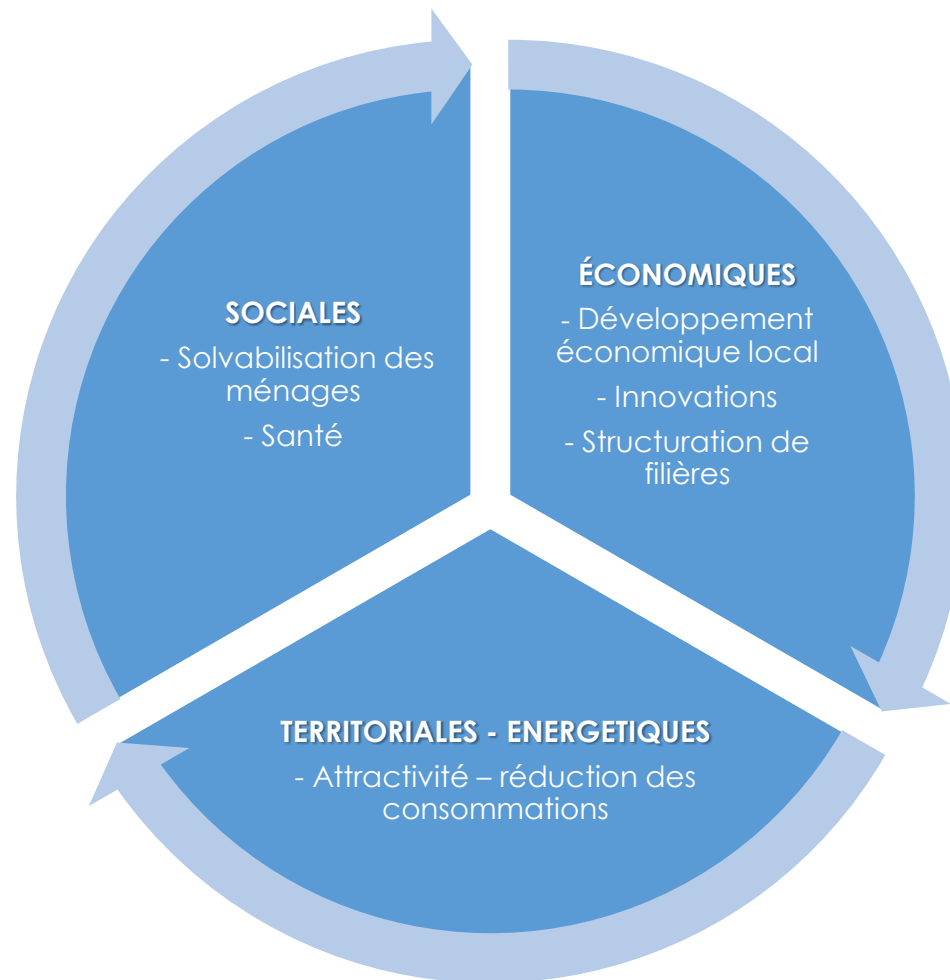 SOCIALES
- Solvabilisation des
ménages
- Santé
ÉCONOMIQUES
- Développement
économique local
- Innovations
- Structuration de
filières
TERRITORIALES - ENERGETIQUES
- Attractivité – réduction des
consommations